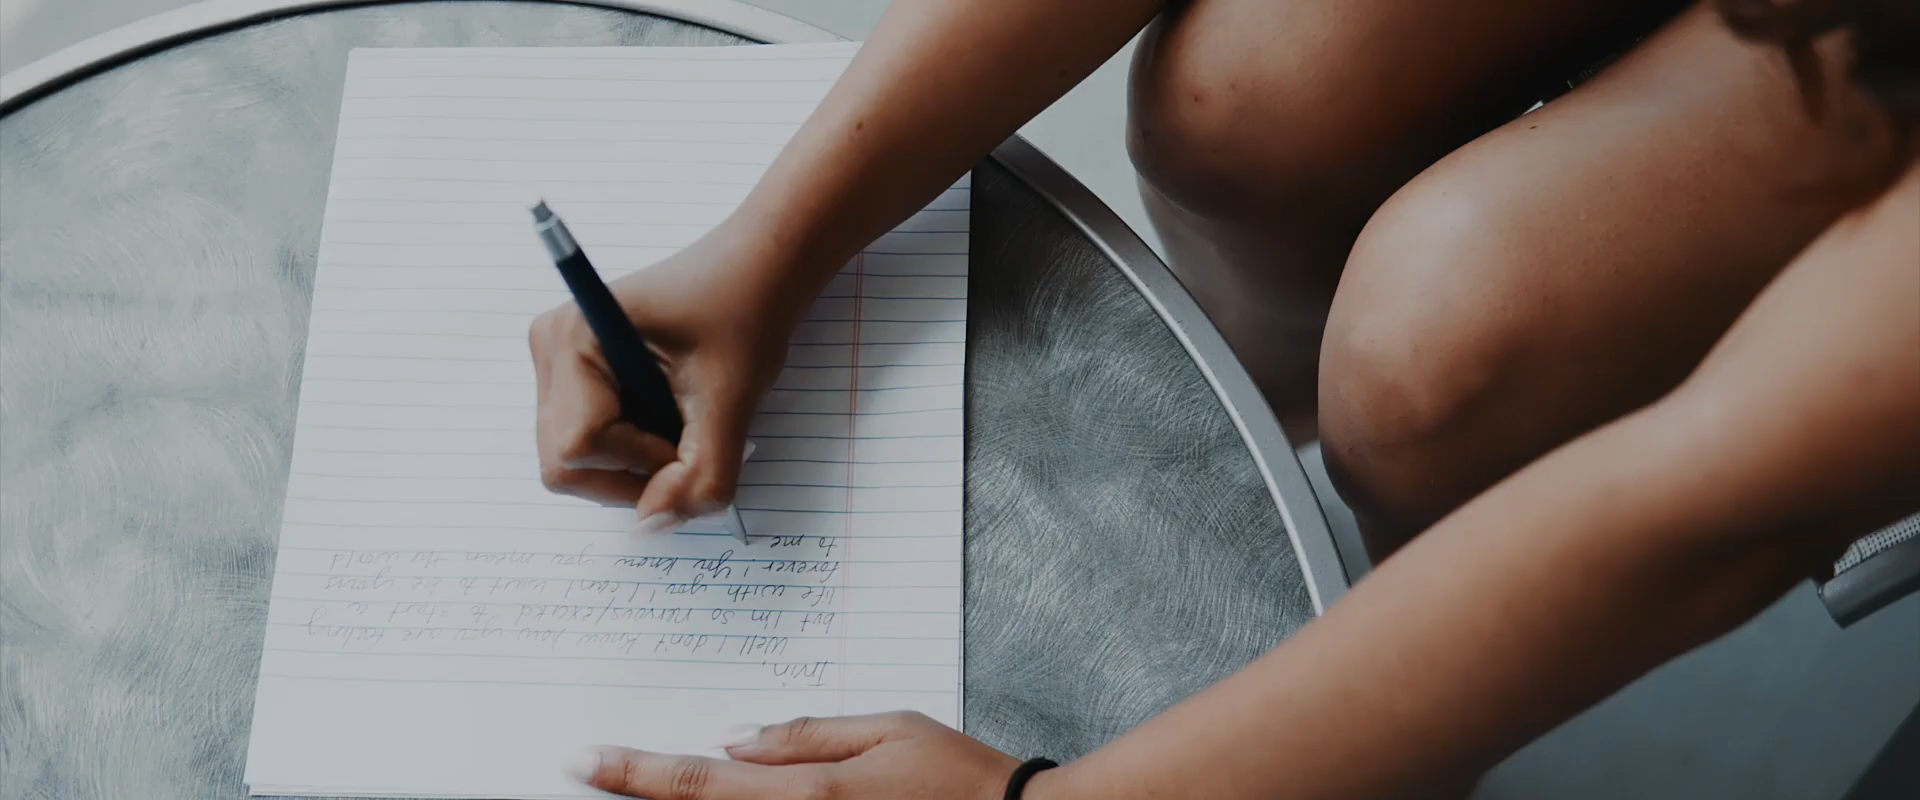 Irvin,
Well I don't know how you are feeling
but I'm so nervous/excited to start a
life with you! I can't wait to be yours
forever! You know you mean the world
to me